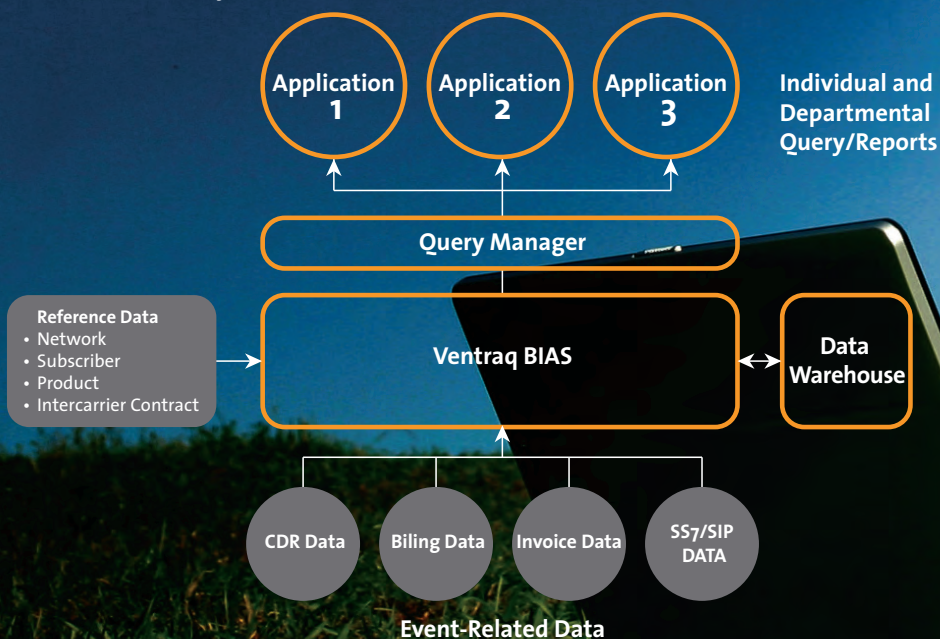 Application
1
Application
2
Application
3
Individual and
Departmental
Query/Reports
Query Manager
Reference Data
• Network
• Subscriber
• Product
• Intercarrier Contract
Ventraq BIAS
Data
Warehouse
CDR Data
Biling Data
Invoice Data
SS7/SIP
DATA
Event-Related Data